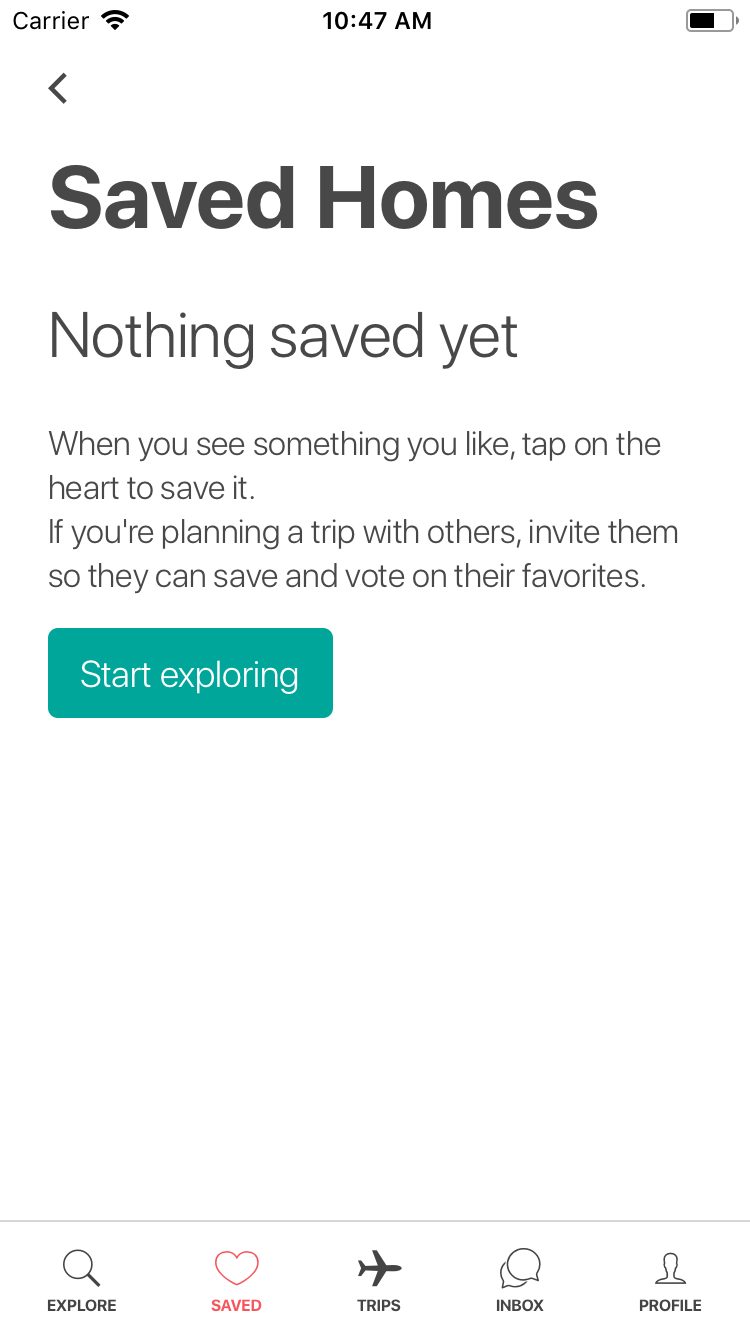 Carrier 10:47 AM
Saved Homes
Nothing saved yet
When you see something you like, tap on the
heart to save it.
If you're planning a trip with others, invite them
so they can save and vote on their favorites.
Start exploring
EXPLORE SAVED TRIPS INBOX PROFILE